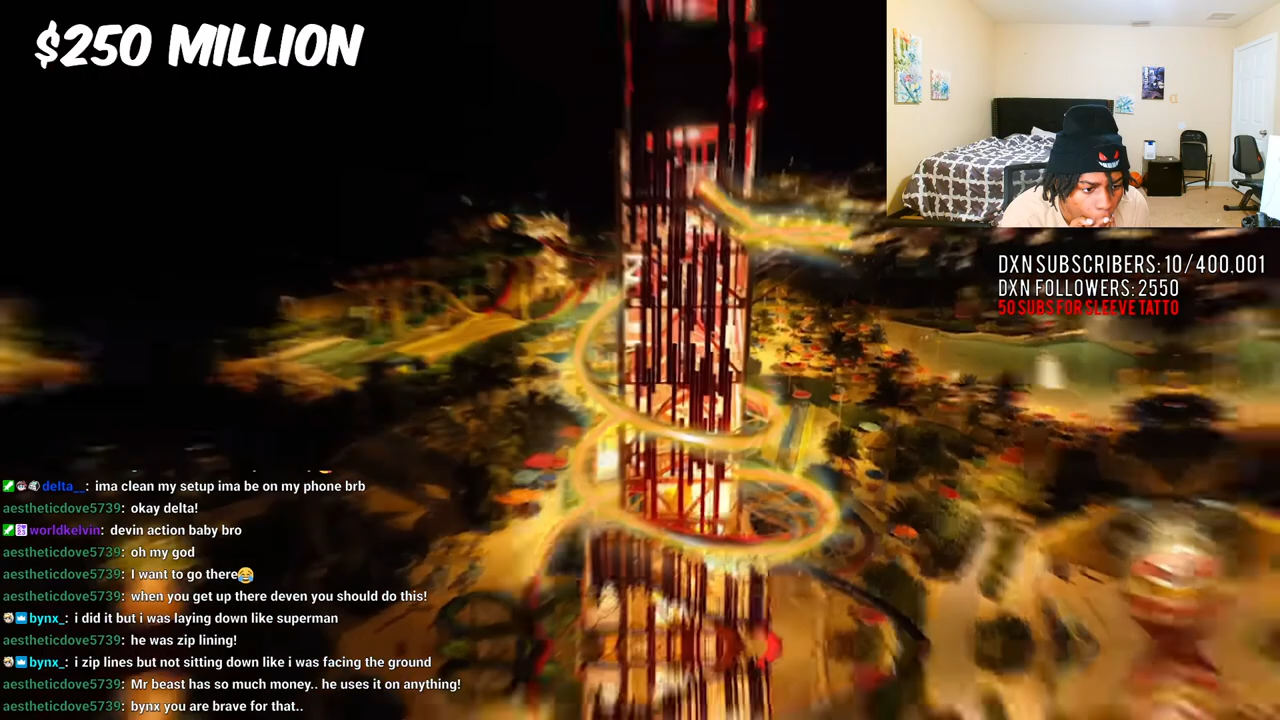 $250 MILLION
DXN SUBSCRIBERS: 10/400,001
DXN FOLLOWERS: 2550
50 SUBS FOR SLEEVE TATTO
delta__: ima clean my setup ima be on my phone brb
aestheticdove5739: okay delta!
worldkelvin: devin action baby bro
aestheticdove5739: oh my god
aestheticdove5739: I want to go there😂
aestheticdove5739: when you get up there deven you should do this!
bynx_: i did it but i was laying down like superman
aestheticdove5739: he was zip lining!
bynx_: i zip lines but not sitting down like i was facing the ground
aestheticdove5739: Mr beast has so much money.. he uses it on anything!
aestheticdove5739: bynx you are brave for that..